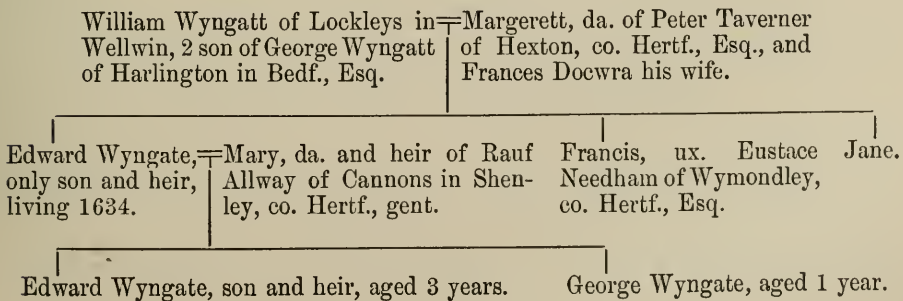 William Wyngatt of Lockleys in
Wellwin, 2 son of George Wyngatt
of Harlington in Bedf., Esq.
Margerett, da. of Peter Taverner
of Hexton, co. Hertf., Esq., and
Frances Docwra his wife.
Edward Wyngate,
only son and heir,
living 1634.
Mary, da. and heir of Rauf
Allway of Cannons in Shen-
ley, co. Hertf., gent.
Francis, ux. Eustace
Needham of Wymondley,
co. Hertf., Esq.
Jane.
Edward Wyngate, son and heir, aged 3 years.
George Wyngate, aged 1 year.